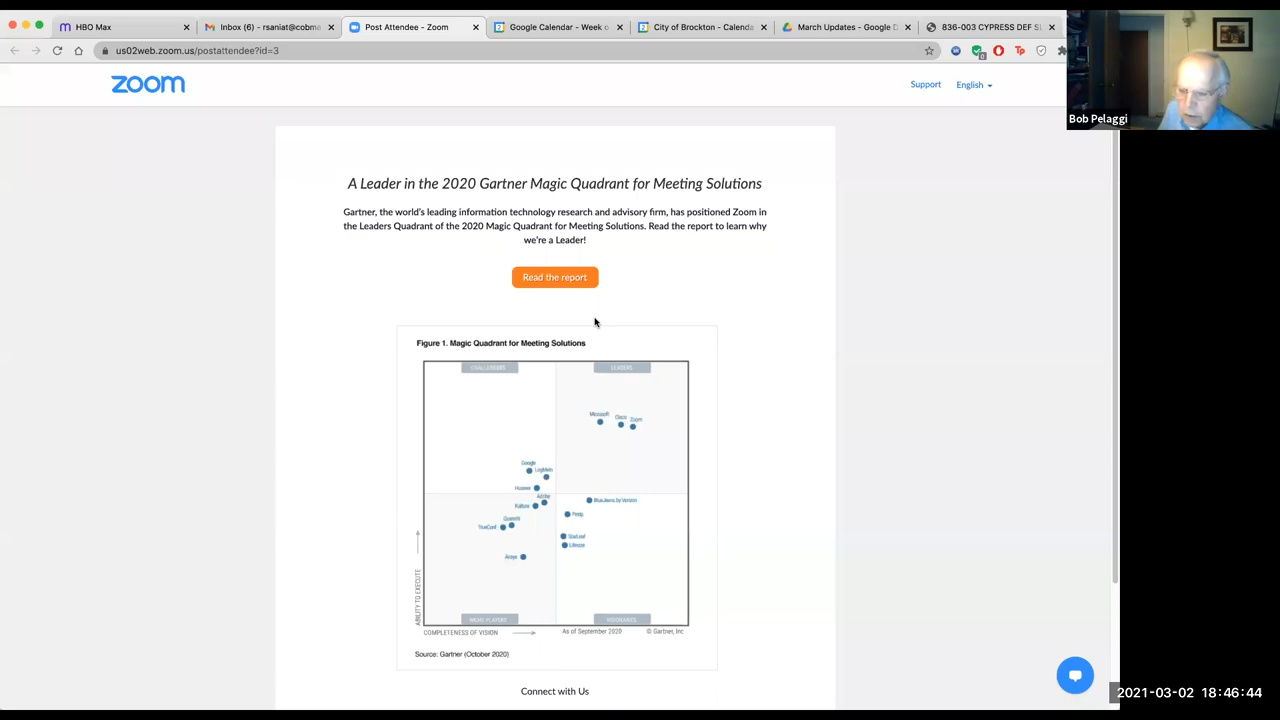 HBO Max
Inbox (6) - rsaniat@cobma
Post Attendee - Zoom
Google Calendar - Week o
City of Brockton - Calenda
March Updates - Google D
836-003 CYPRESS DEF SU
us02web.zoom.us/postattendee?id=3
zoom
Support
English
Bob Pelaggi
A Leader in the 2020 Gartner Magic Quadrant for Meeting Solutions
Gartner, the world's leading information technology research and advisory firm, has positioned Zoom in
the Leaders Quadrant of the 2020 Magic Quadrant for Meeting Solutions. Read the report to learn why
we're a Leader!
Read the report
Figure 1. Magic Quadrant for Meeting Solutions
CHALLENGERS
LEADERS
Microsoft
Cisco
Zoom
Google
LogMeIn
Huawei
Adobe
Kaltura
BlueJeans by Verizon
Pexip
TrueConf
StarLeaf
Lifesize
Avaya
ABILITY TO EXECUTE
NICHE PLAYERS
VISIONARIES
COMPLETENESS OF VISION
As of September 2020
© Gartner, Inc
Source: Gartner (October 2020)
Connect with Us
2021-03-02 18:46:44